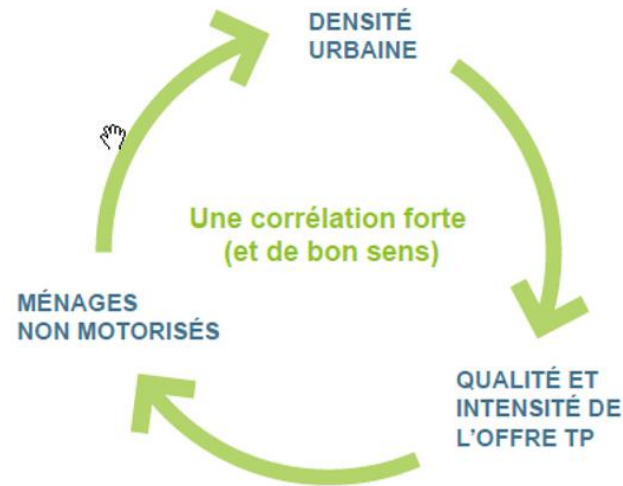 DENSITÉ
URBAINE
Une corrélation forte
(et de bon sens)
MÉNAGES
NON MOTORISÉS
QUALITÉ ET
INTENSITÉ DE
L'OFFRE TP